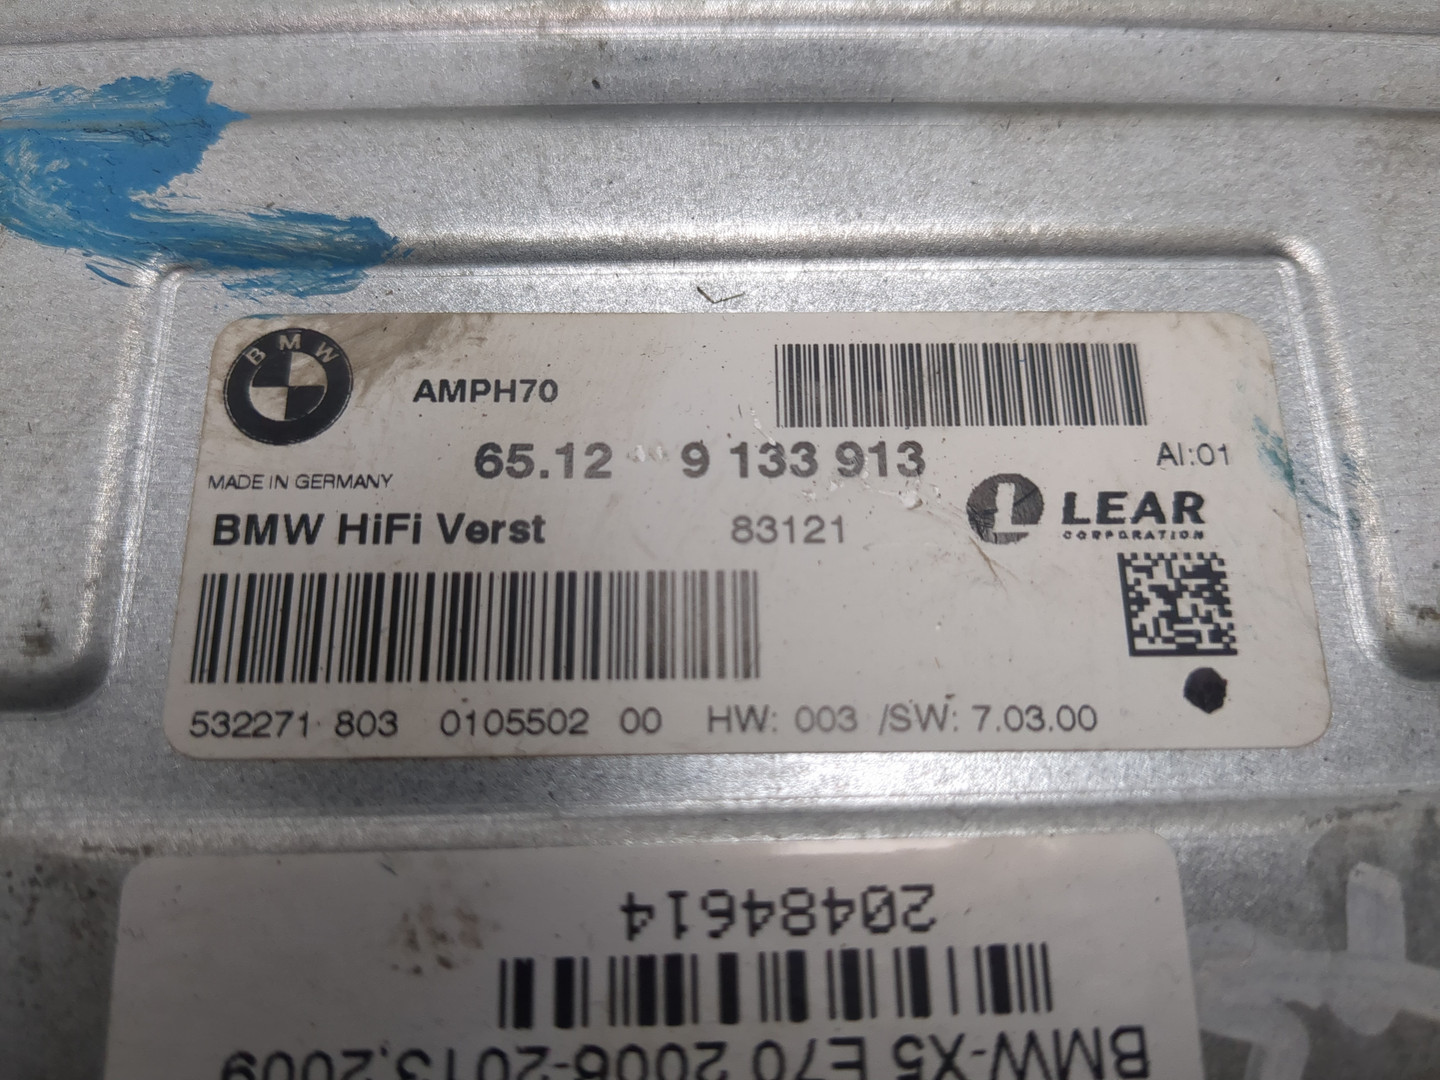 BMW
AMPH70
65.12 9 133 913
AI:01
MADE IN GERMANY
BMW HiFi Verst
83121
LEAR
CORPORATION
532271 803 0105502 00 HW: 003 /SW: 7.03.00
20484614
BMW-X5 E70 2006-2013,2009